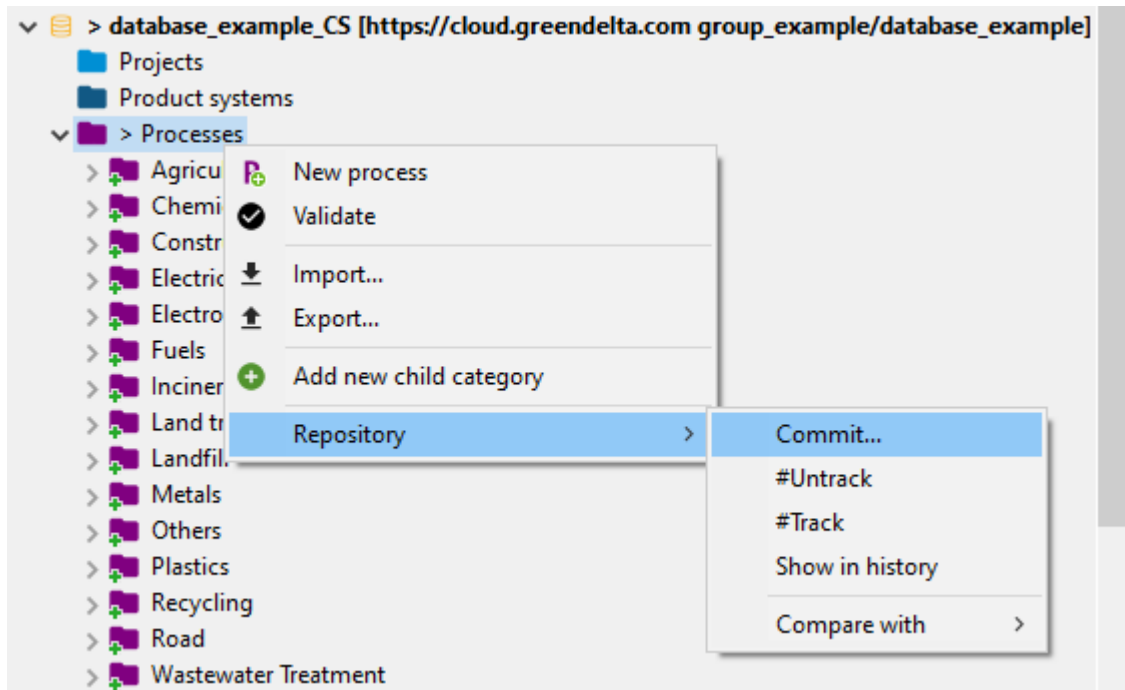 > database_example_CS [https://cloud.greendelta.com group_example/database_example]
Projects
Product systems
> Processes
Agricu
Chemi
Constr
Electric
Electro
Fuels
Inciner
Land tr
Landfil
Metals
Others
Plastics
Recycling
Road
Wastewater Treatment
New process
Validate
Import...
Export...
Add new child category
Repository >
Commit...
#Untrack
#Track
Show in history
Compare with >